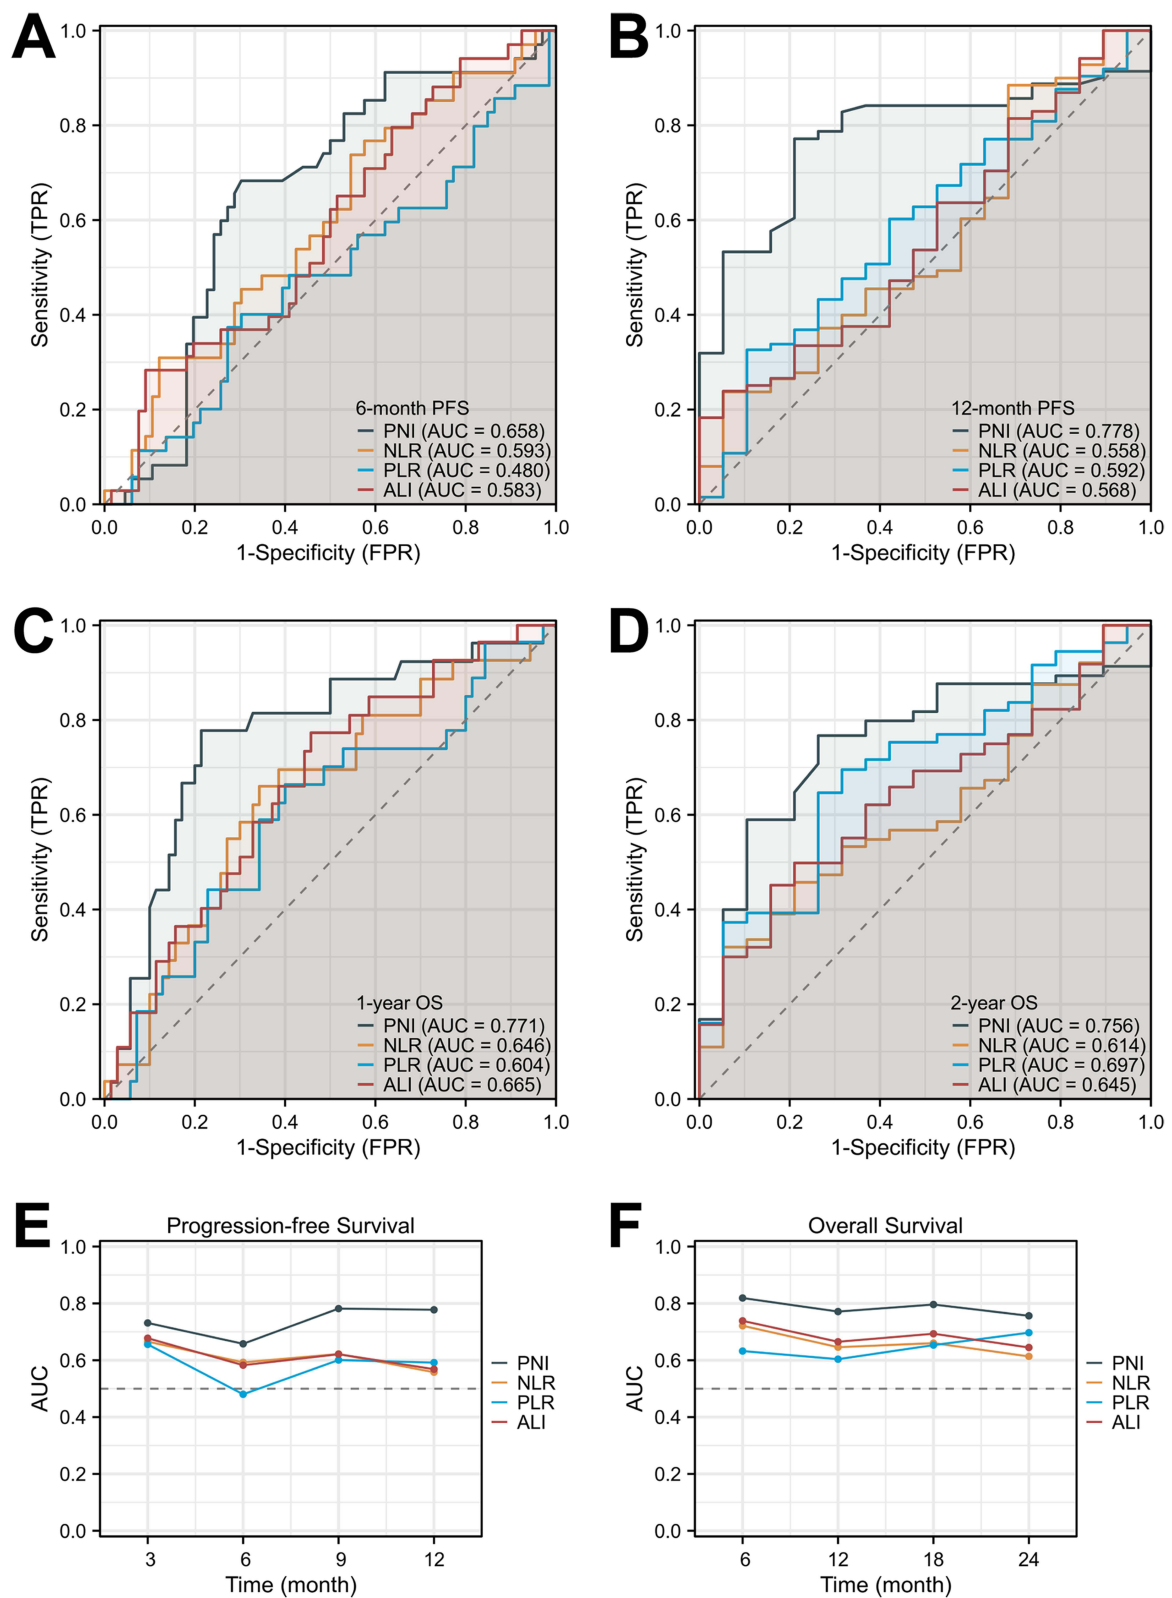 A
1.0
0.8
0.6
0.4
0.2
0.0
Sensitivity (TPR)
6-month PFS
PNI (AUC = 0.658)
NLR (AUC = 0.593)
PLR (AUC = 0.480)
ALI (AUC = 0.583)
0.0 0.2 0.4 0.6 0.8 1.0
1-Specificity (FPR)
B
1.0
0.8
0.6
0.4
0.2
0.0
Sensitivity (TPR)
12-month PFS
PNI (AUC = 0.778)
NLR (AUC = 0.558)
PLR (AUC = 0.592)
ALI (AUC = 0.568)
0.0 0.2 0.4 0.6 0.8 1.0
1-Specificity (FPR)
C
1.0
0.8
0.6
0.4
0.2
0.0
Sensitivity (TPR)
1-year OS
PNI (AUC = 0.771)
NLR (AUC = 0.646)
PLR (AUC = 0.604)
ALI (AUC = 0.665)
0.0 0.2 0.4 0.6 0.8 1.0
1-Specificity (FPR)
D
1.0
0.8
0.6
0.4
0.2
0.0
Sensitivity (TPR)
2-year OS
PNI (AUC = 0.756)
NLR (AUC = 0.614)
PLR (AUC = 0.697)
ALI (AUC = 0.645)
0.0 0.2 0.4 0.6 0.8 1.0
1-Specificity (FPR)
E
Progression-free Survival
1.0
0.8
0.6
0.4
0.2
0.0
AUC
PNI
NLR
PLR
ALI
3 6 9 12
Time (month)
F
Overall Survival
1.0
0.8
0.6
0.4
0.2
0.0
AUC
PNI
NLR
PLR
ALI
6 12 18 24
Time (month)